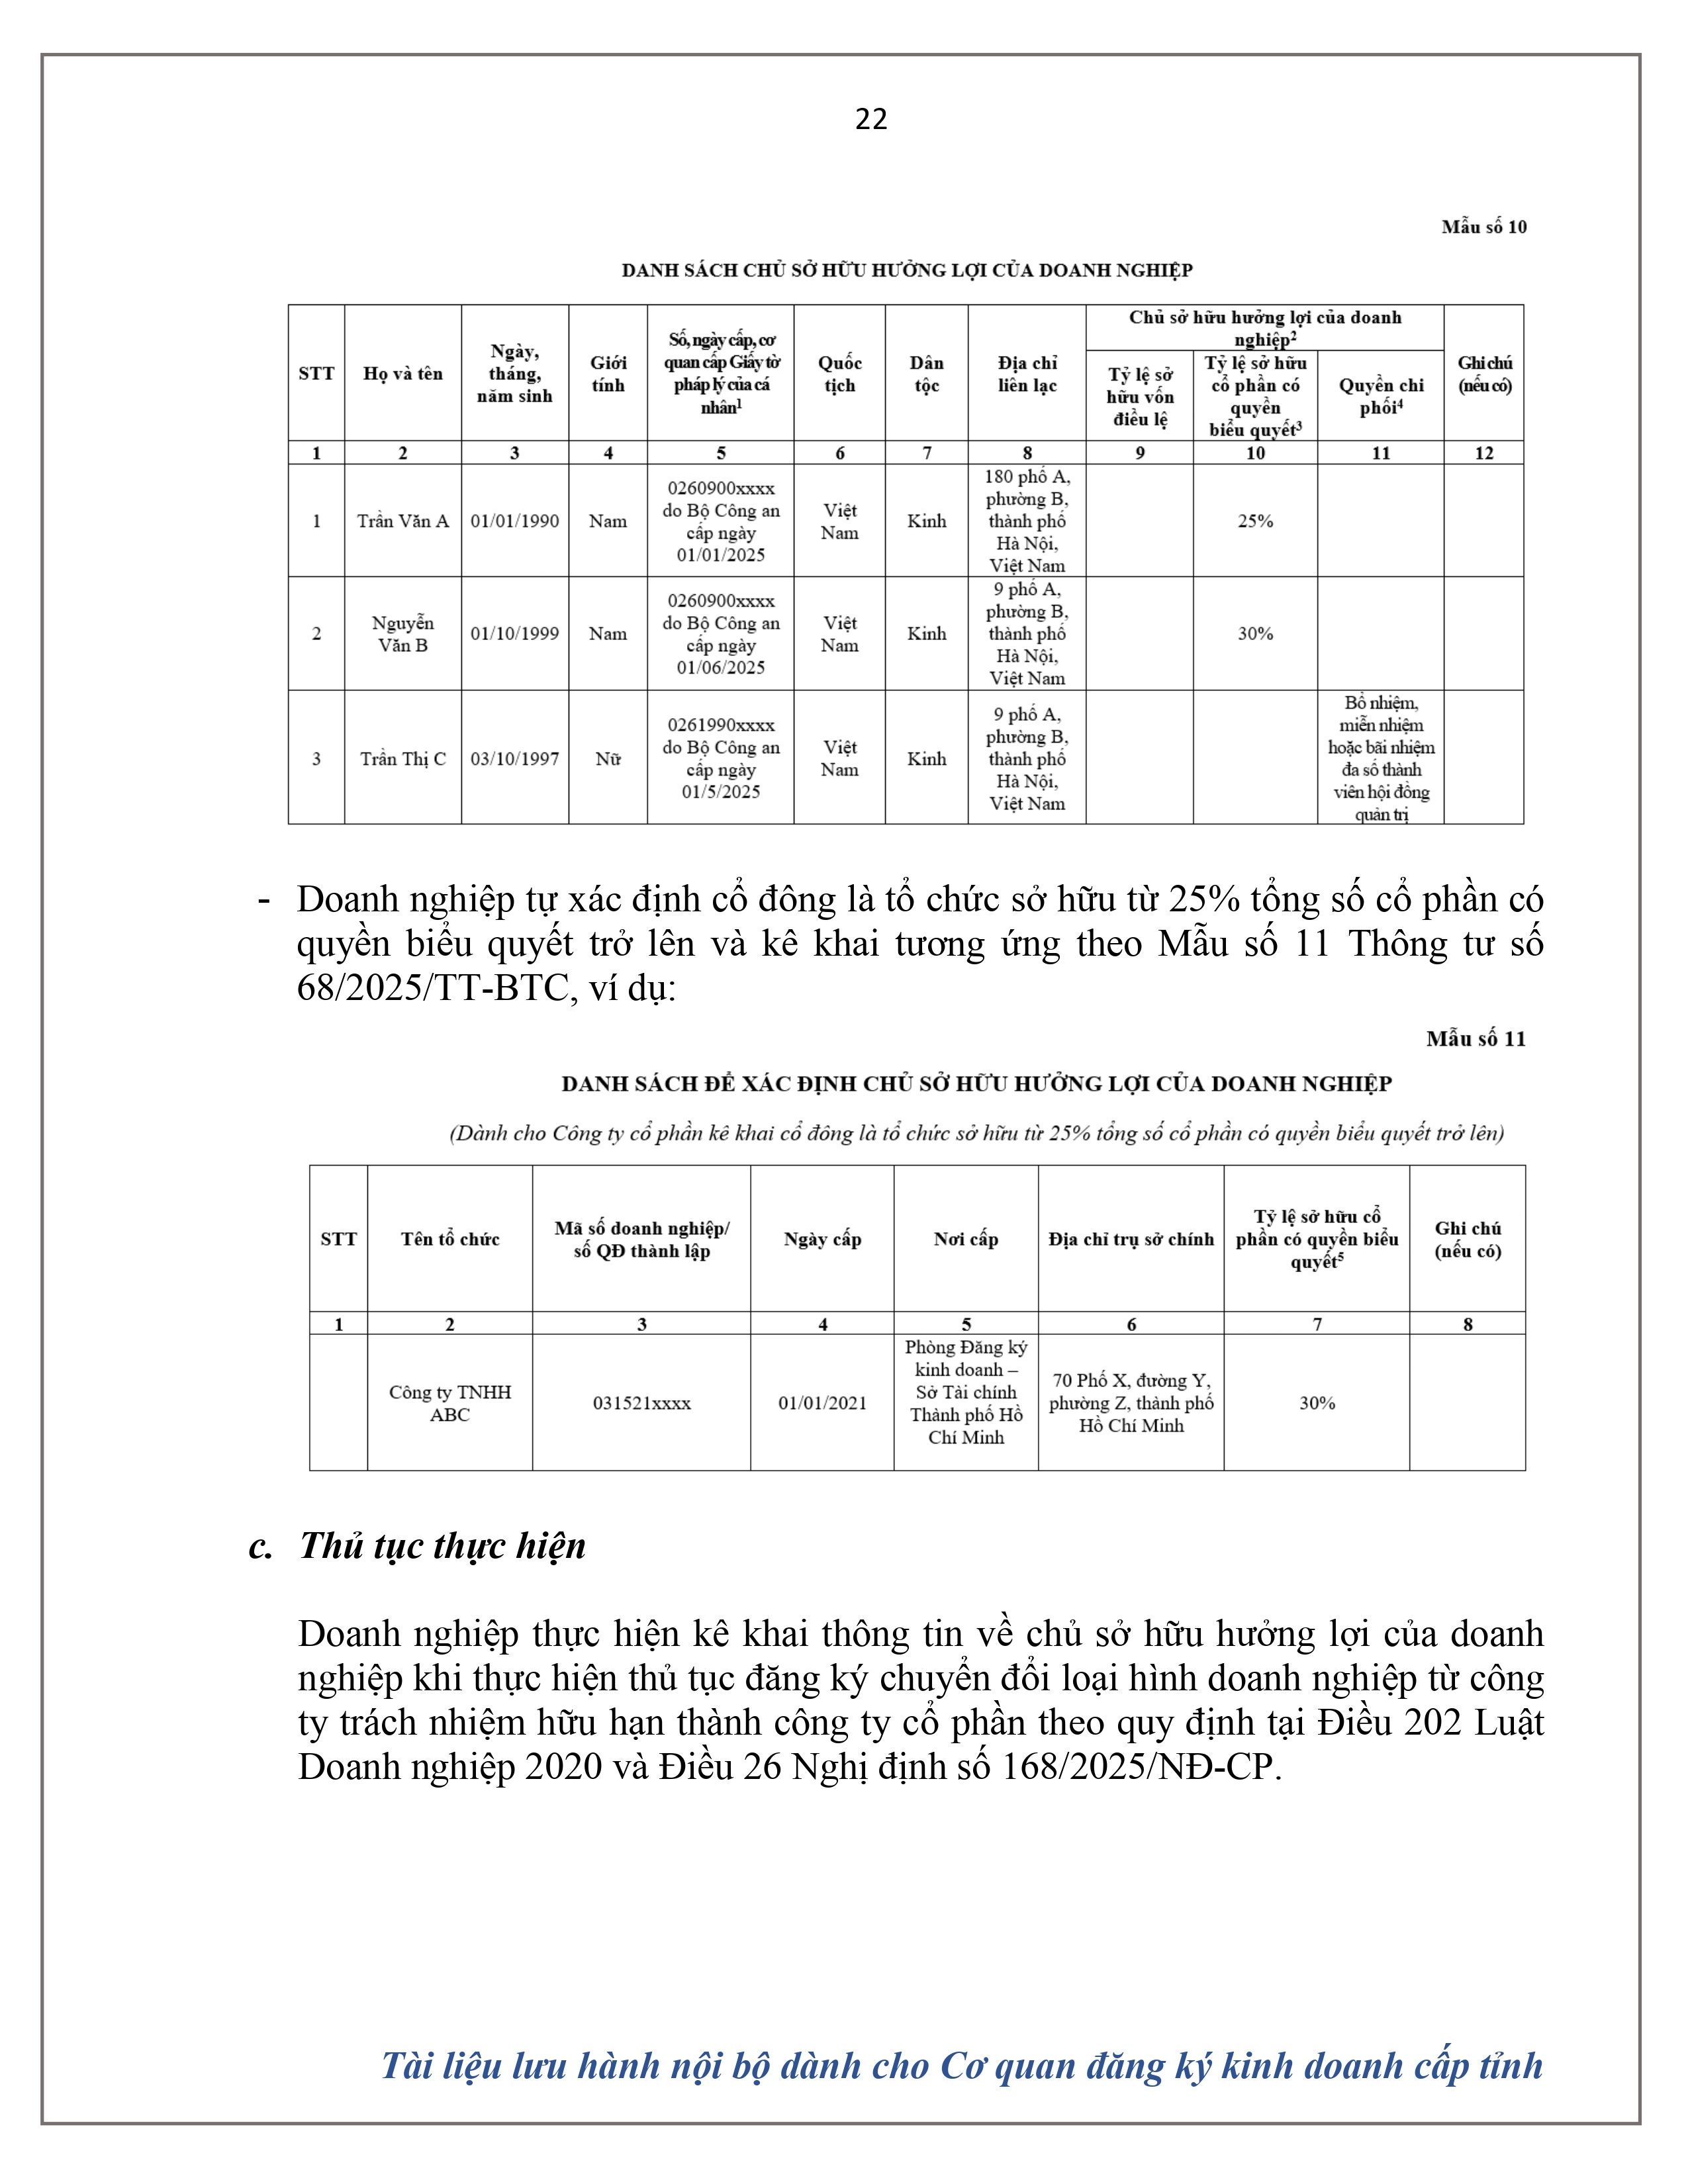 22
Mẫu số 10
DANH SÁCH CHỦ SỞ HỮU HƯỞNG LỢI CỦA DOANH NGHIỆP
STT
Họ và tên
Ngày,
tháng,
năm sinh
Giới
tính
Số, ngày cấp, cơ
quan cấp Giấy tờ
pháp lý của cá
nhân1
Quốc
tịch
Dân
tộc
Địa chỉ
liên lạc
Chủ sở hữu hưởng lợi của doanh
nghiệp2
Tỷ lệ sở
hữu vốn
điều lệ
Tỷ lệ sở hữu
cổ phần có
quyền
biểu quyết3
Quyền chi
phối4
Ghi chú
(nếu có)
1 2 3 4 5 6 7 8 9 10 11 12
1
Trần Văn A
01/01/1990
Nam
0260900xxxx
do Bộ Công an
cấp ngày
01/01/2025
Việt
Nam
Kinh
180 phố A,
phường B,
thành phố
Hà Nội,
Việt Nam
25%
2
Nguyễn
Văn B
01/10/1999
Nam
0260900xxxx
do Bộ Công an
cấp ngày
01/06/2025
Việt
Nam
Kinh
9 phố A,
phường B,
thành phố
Hà Nội,
Việt Nam
30%
3
Trần Thị C
03/10/1997
Nữ
0261990xxxx
do Bộ Công an
cấp ngày
01/5/2025
Việt
Nam
Kinh
9 phố A,
phường B,
thành phố
Hà Nội,
Việt Nam
Bổ nhiệm,
miễn nhiệm
hoặc bãi nhiệm
đa số thành
viên hội đồng
quản trị
- Doanh nghiệp tự xác định cổ đông là tổ chức sở hữu từ 25% tổng số cổ phần có
quyền biểu quyết trở lên và kê khai tương ứng theo Mẫu số 11 Thông tư số
68/2025/TT-BTC, ví dụ:
Mẫu số 11
DANH SÁCH ĐỂ XÁC ĐỊNH CHỦ SỞ HỮU HƯỞNG LỢI CỦA DOANH NGHIỆP
(Dành cho Công ty cổ phần kê khai cổ đông là tổ chức sở hữu từ 25% tổng số cổ phần có quyền biểu quyết trở lên)
STT
Tên tổ chức
Mã số doanh nghiệp/
số QĐ thành lập
Ngày cấp
Nơi cấp
Địa chỉ trụ sở chính
Tỷ lệ sở hữu cổ
phần có quyền biểu
quyết5
Ghi chú
(nếu có)
1 2 3 4 5 6 7 8
Công ty TNHH
ABC
031521xxxx
01/01/2021
Phòng Đăng ký
kinh doanh –
Sở Tài chính
Thành phố Hồ
Chí Minh
70 Phố X, đường Y,
phường Z, thành phố
Hồ Chí Minh
30%
c. Thủ tục thực hiện
Doanh nghiệp thực hiện kê khai thông tin về chủ sở hữu hưởng lợi của doanh
nghiệp khi thực hiện thủ tục đăng ký chuyển đổi loại hình doanh nghiệp từ công
ty trách nhiệm hữu hạn thành công ty cổ phần theo quy định tại Điều 202 Luật
Doanh nghiệp 2020 và Điều 26 Nghị định số 168/2025/NĐ-CP.
Tài liệu lưu hành nội bộ dành cho Cơ quan đăng ký kinh doanh cấp tỉnh